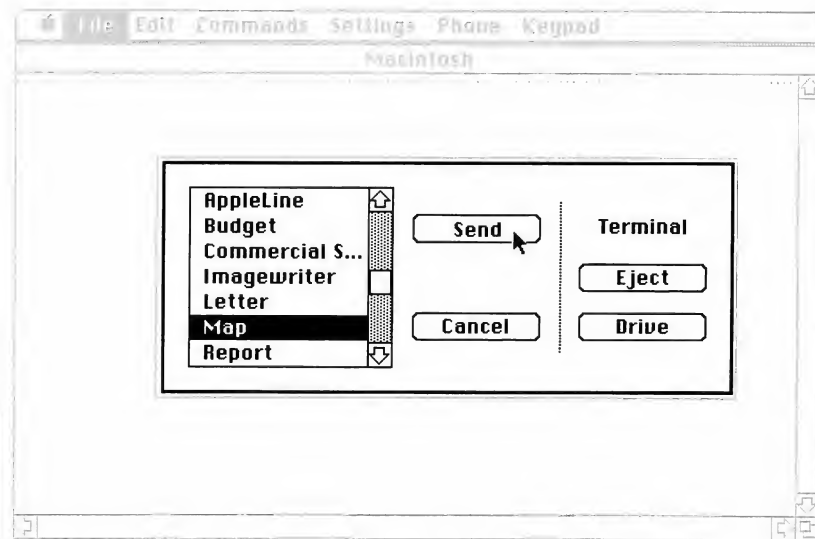 File Edit Commands Settings Phone Keypad
Macintosh
AppleLine
Budget
Commercial S...
Imagewriter
Letter
Map
Report
Send
Cancel
Terminal
Eject
Drive